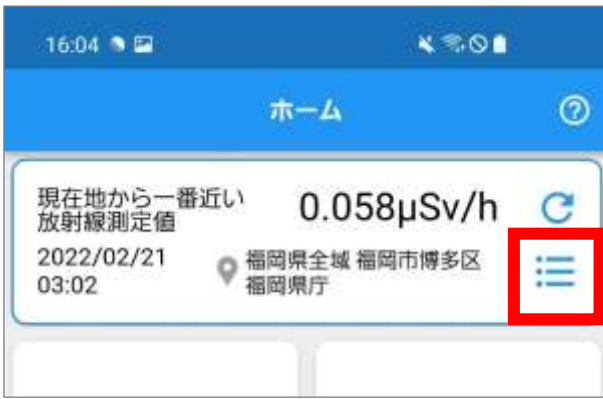 16:04
ホーム
現在地から一番近い
放射線測定値
0.058μSv/h
2022/02/21
03:02
福岡県全域 福岡市博多区
福岡県庁